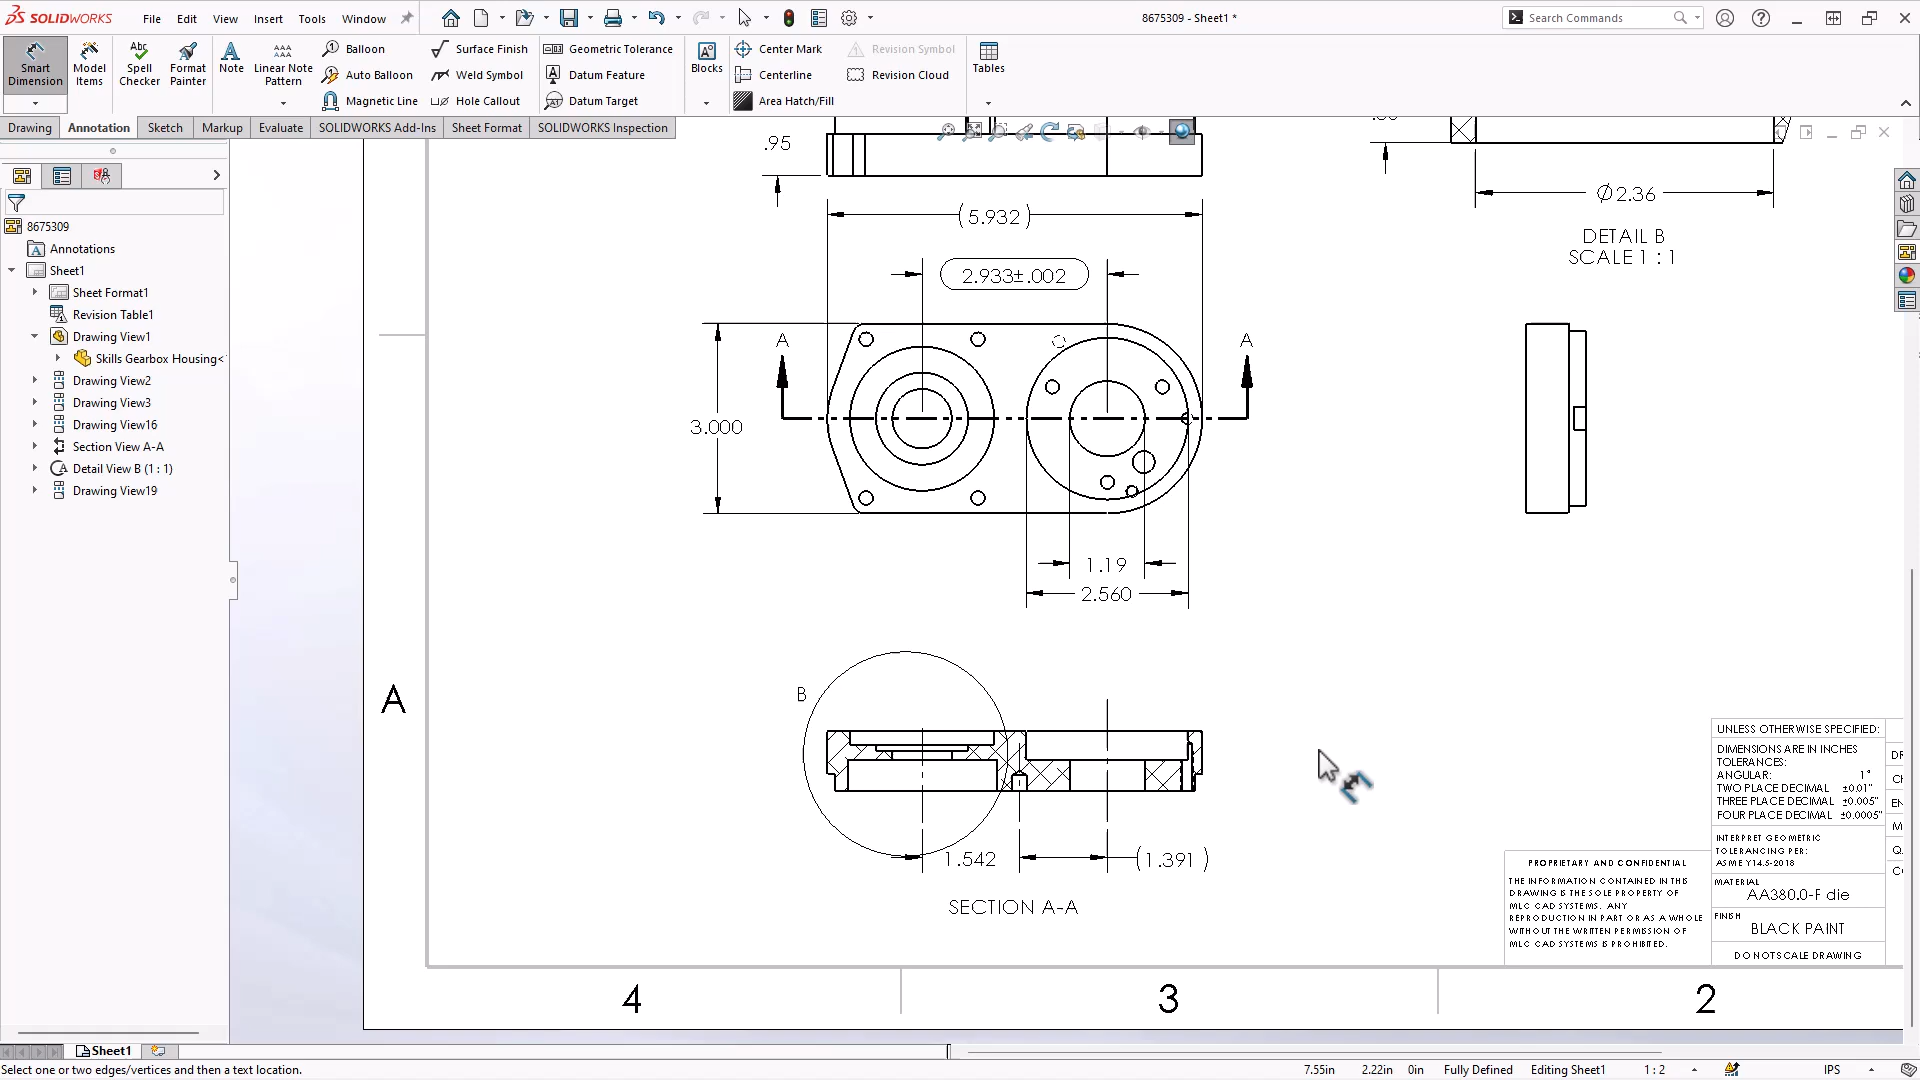 SOLIDWORKS
File Edit View Insert Tools Window
8675309 - Sheet1 *
Search Commands
Smart Dimension
Model Items
Spell Checker
Format Painter
Note
Linear Note Pattern
Balloon
Auto Balloon
Magnetic Line
Surface Finish
Weld Symbol
Hole Callout
Geometric Tolerance
Datum Feature
Datum Target
Blocks
Center Mark
Centerline
Area Hatch/Fill
Revision Symbol
Revision Cloud
Tables
Drawing Annotation Sketch Markup Evaluate SOLIDWORKS Add-Ins Sheet Format SOLIDWORKS Inspection
8675309
Annotations
Sheet1
Sheet Format1
Revision Table1
Drawing View1
Skills Gearbox Housing<
Drawing View2
Drawing View3
Drawing View16
Section View A-A
Detail View B (1 : 1)
Drawing View19
.95
(5.932)
2.933±.002
A A
3.000
1.19
2.560
Ø2.36
DETAIL B
SCALE 1 : 1
B
1.542
(1.391)
SECTION A-A
A
4 3 2
UNLESS OTHERWISE SPECIFIED:
DIMENSIONS ARE IN INCHES
TOLERANCES:
ANGULAR: 1°
TWO PLACE DECIMAL ±0.01"
THREE PLACE DECIMAL ±0.005"
FOUR PLACE DECIMAL ±0.0005"
INTERPRET GEOMETRIC
TOLERANCING PER:
ASME Y14.5-2018
MATERIAL
AA380.0-F die
FINISH
BLACK PAINT
DO NOT SCALE DRAWING
PROPRIETARY AND CONFIDENTIAL
THE INFORMATION CONTAINED IN THIS
DRAWING IS THE SOLE PROPERTY OF
MLC CAD SYSTEMS. ANY
REPRODUCTION IN PART OR AS A WHOLE
WITHOUT THE WRITTEN PERMISSION OF
MLC CAD SYSTEMS IS PROHIBITED.
Sheet1
Select one or two edges/vertices and then a text location.
7.55in 2.22in 0in Fully Defined Editing Sheet1 1 : 2 IPS